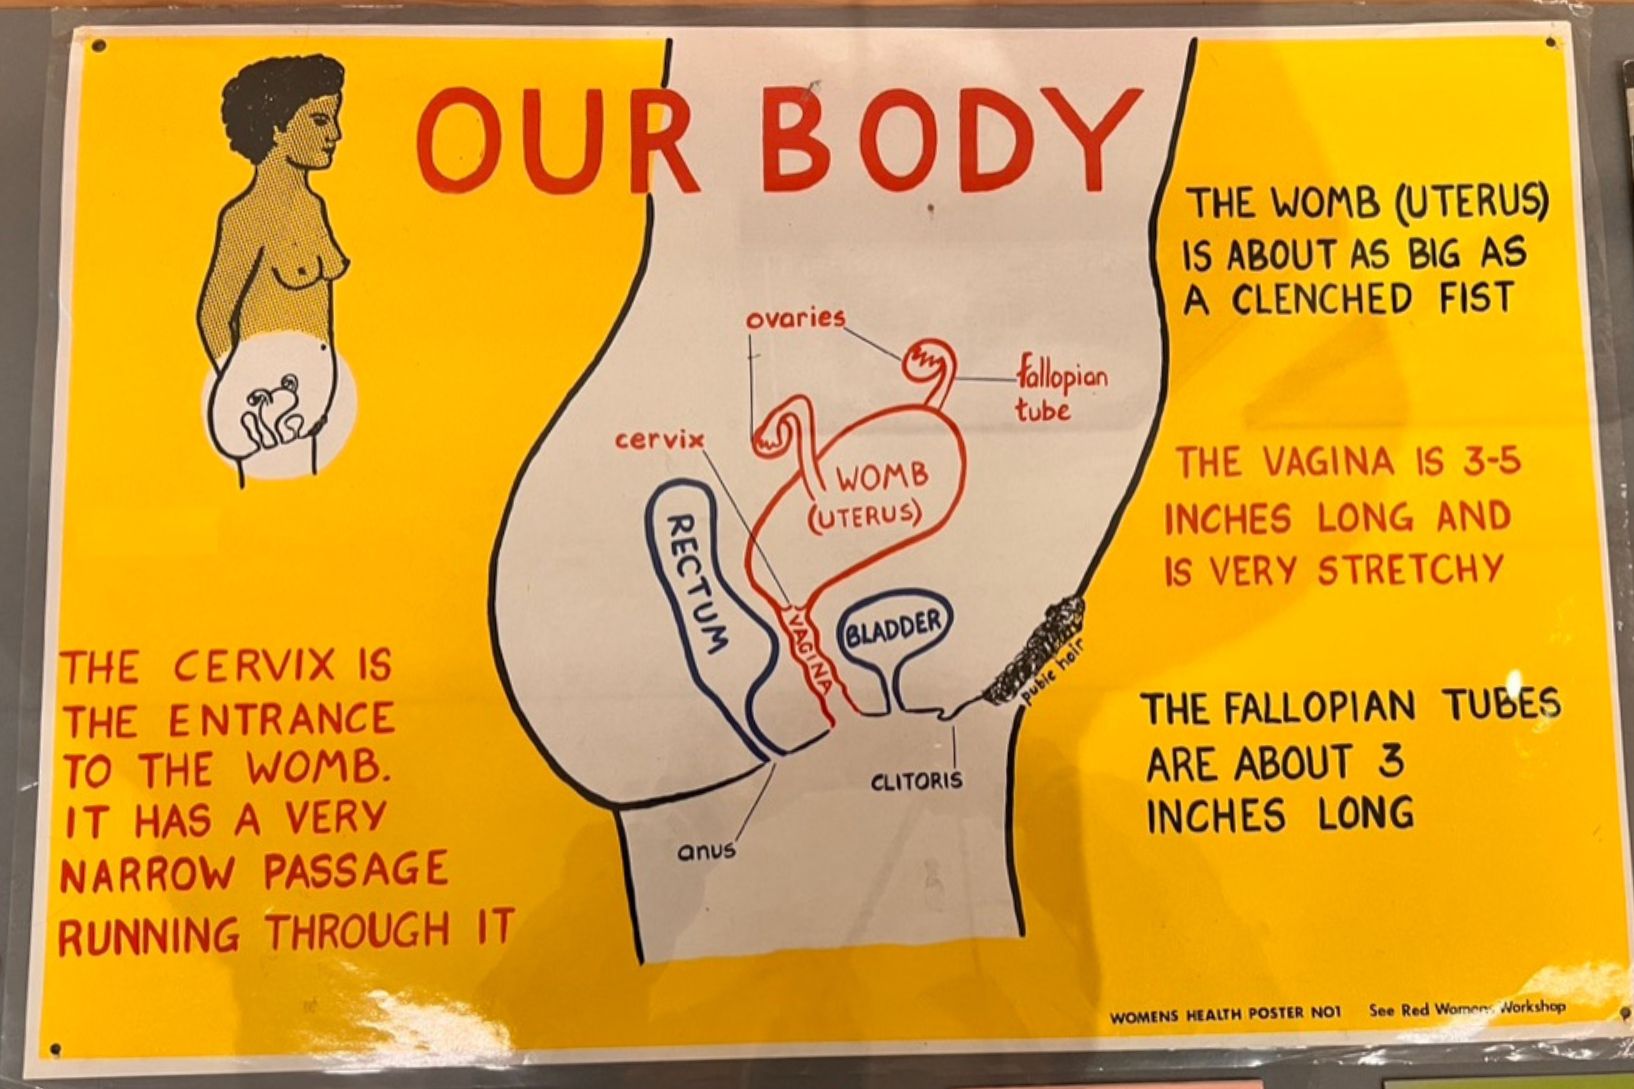 OUR BODY
THE WOMB (UTERUS)
IS ABOUT AS BIG AS
A CLENCHED FIST
ovaries
fallopian
tube
cervix
WOMB
(UTERUS)
RECTUM
VAGINA
BLADDER
pubic hair
CLITORIS
anus
THE VAGINA IS 3-5
INCHES LONG AND
IS VERY STRETCHY
THE CERVIX IS
THE ENTRANCE
TO THE WOMB.
IT HAS A VERY
NARROW PASSAGE
RUNNING THROUGH IT
THE FALLOPIAN TUBES
ARE ABOUT 3
INCHES LONG
WOMENS HEALTH POSTER NO1 See Red Womens Workshop